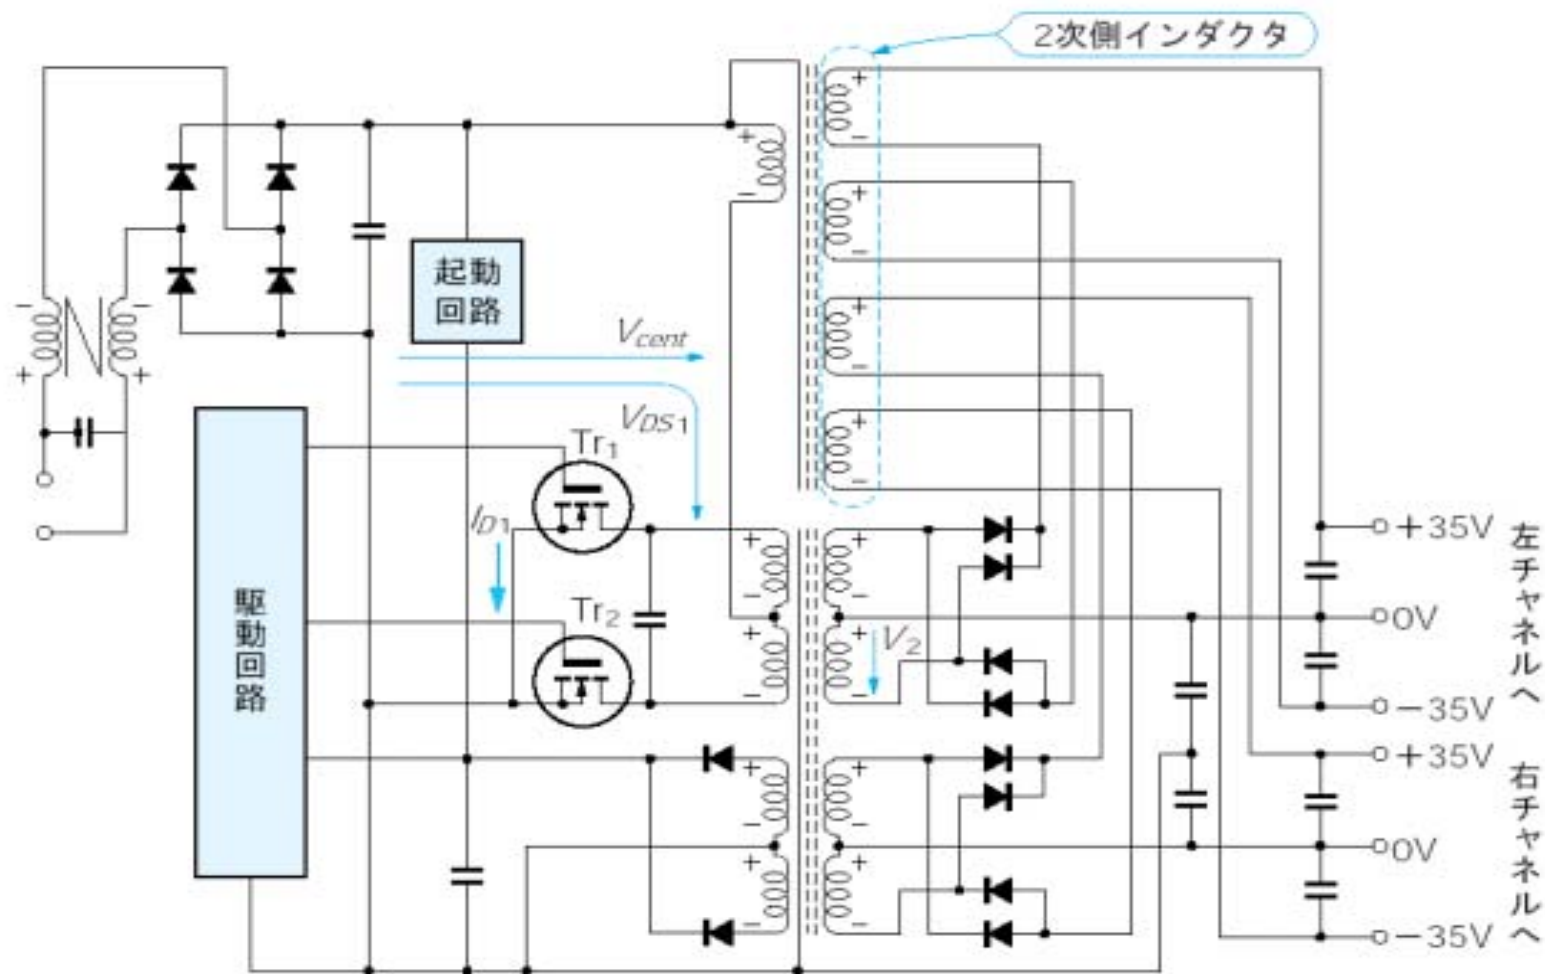 2次側インダクタ
起動
回路
Vcent
VDS1
Tr1
ID1
Tr2
駆動回路
V2
+35V
0V
−35V
左チャネルへ
+35V
0V
−35V
右チャネルへ